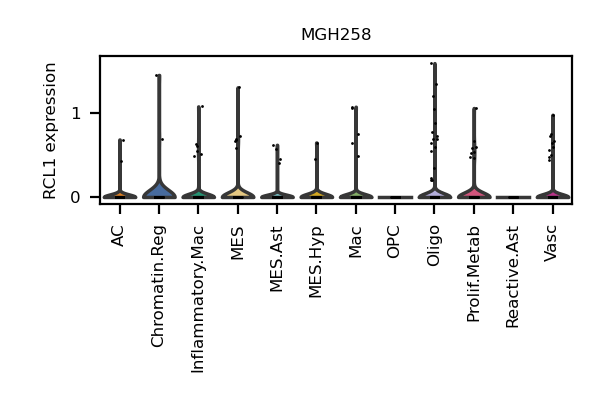 MGH258
RCL1 expression
1
0
AC
Chromatin.Reg
Inflammatory.Mac
MES
MES.Ast
MES.Hyp
Mac
OPC
Oligo
Prolif.Metab
Reactive.Ast
Vasc